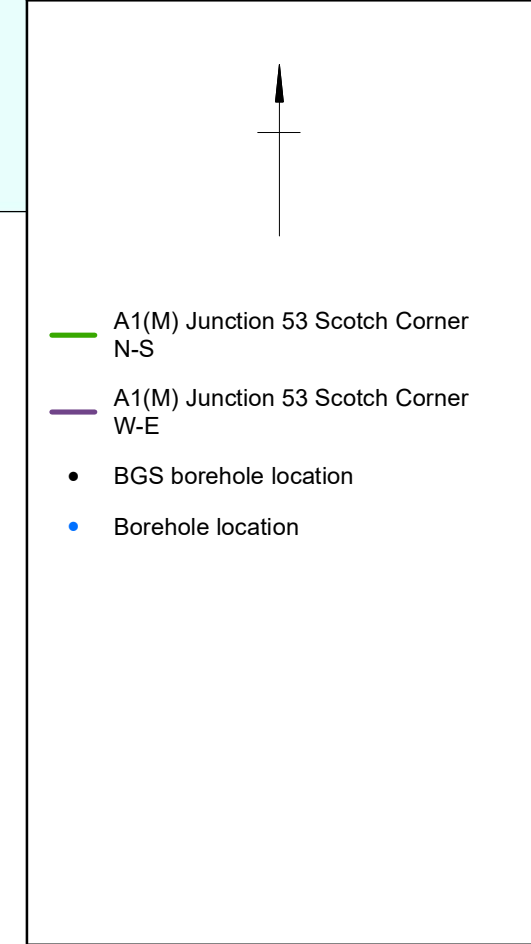 A1(M) Junction 53 Scotch Corner
N-S
A1(M) Junction 53 Scotch Corner
W-E
BGS borehole location
Borehole location